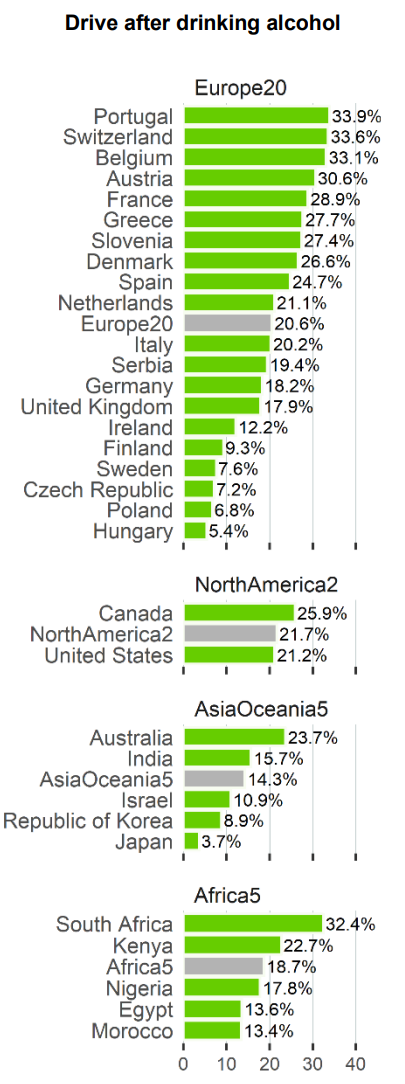 Drive after drinking alcohol
Europe20
Portugal 33.9%
Switzerland 33.6%
Belgium 33.1%
Austria 30.6%
France 28.9%
Greece 27.7%
Slovenia 27.4%
Denmark 26.6%
Spain 24.7%
Netherlands 21.1%
Europe20 20.6%
Italy 20.2%
Serbia 19.4%
Germany 18.2%
United Kingdom 17.9%
Ireland 12.2%
Finland 9.3%
Sweden 7.6%
Czech Republic 7.2%
Poland 6.8%
Hungary 5.4%
NorthAmerica2
Canada 25.9%
NorthAmerica2 21.7%
United States 21.2%
AsiaOceania5
Australia 23.7%
India 15.7%
AsiaOceania5 14.3%
Israel 10.9%
Republic of Korea 8.9%
Japan 3.7%
Africa5
South Africa 32.4%
Kenya 22.7%
Africa5 18.7%
Nigeria 17.8%
Egypt 13.6%
Morocco 13.4%
0 10 20 30 40